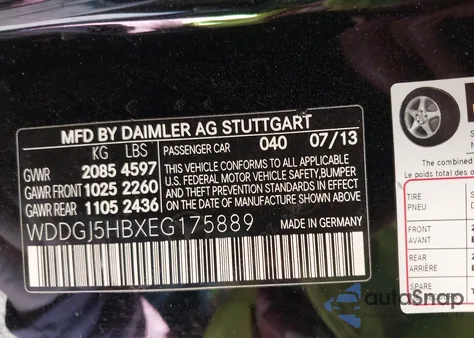 MFD BY DAIMLER AG STUTTGART
KG LBS PASSENGER CAR 040 07/13
GVWR 2085 4597
GAWR FRONT 1025 2260
GAWR REAR 1105 2436
THIS VEHICLE CONFORMS TO ALL APPLICABLE
U.S. FEDERAL MOTOR VEHICLE SAFETY,BUMPER
AND THEFT PREVENTION STANDARDS IN EFFECT
ON THE DATE OF MANUFACTURE SHOWN ABOVE
WDDGJ5HBXEG175889 MADE IN GERMANY
The combined
Le poids total des
TIRE
PNEU
FRONT
AVANT
REAR
ARRIÈRE
SPARE
autoSnap